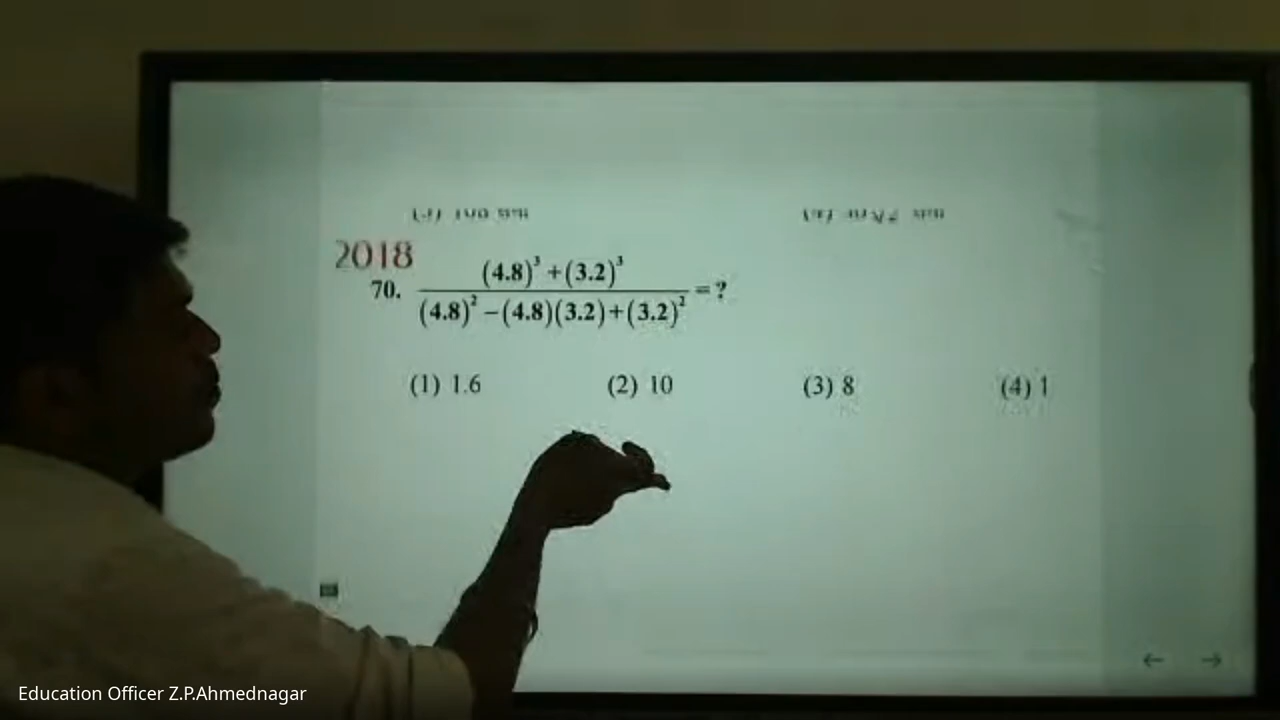 2018
70. (4.8)³ + (3.2)³ / (4.8)² − (4.8)(3.2) + (3.2)² = ?
(1) 1.6 (2) 10 (3) 8 (4) 1
Education Officer Z.P.Ahmednagar